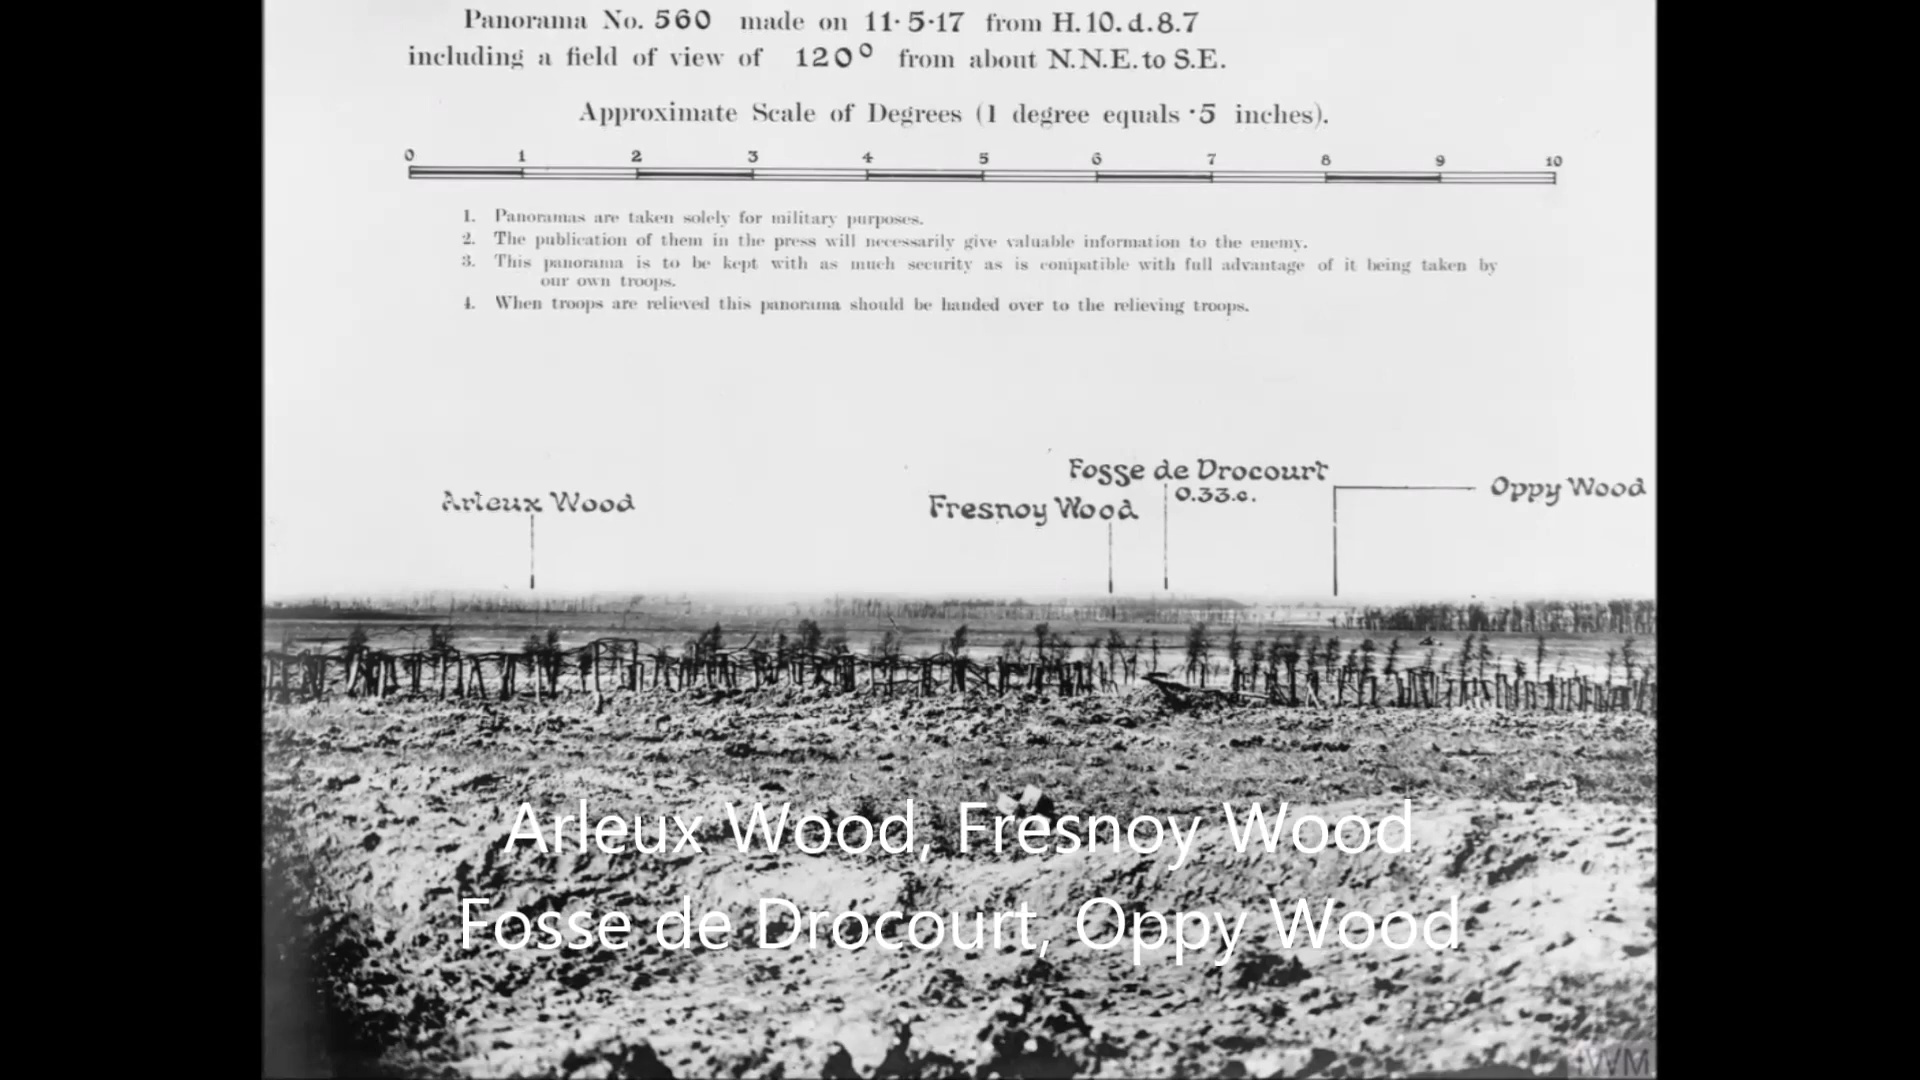 Panorama No. 560 made on 11·5·17 from H.10.d.8.7
including a field of view of 120° from about N.N.E. to S.E.
Approximate Scale of Degrees (1 degree equals ·5 inches).
0 1 2 3 4 5 6 7 8 9 10
1. Panoramas are taken solely for military purposes.
2. The publication of them in the press will necessarily give valuable information to the enemy.
3. This panorama is to be kept with as much security as is compatible with full advantage of it being taken by
our own troops.
4. When troops are relieved this panorama should be handed over to the relieving troops.
Fosse de Drocourt
O.33.c.
Oppy Wood
Arleux Wood
Fresnoy Wood
Arleux Wood, Fresnoy Wood
Fosse de Drocourt, Oppy Wood
IWM